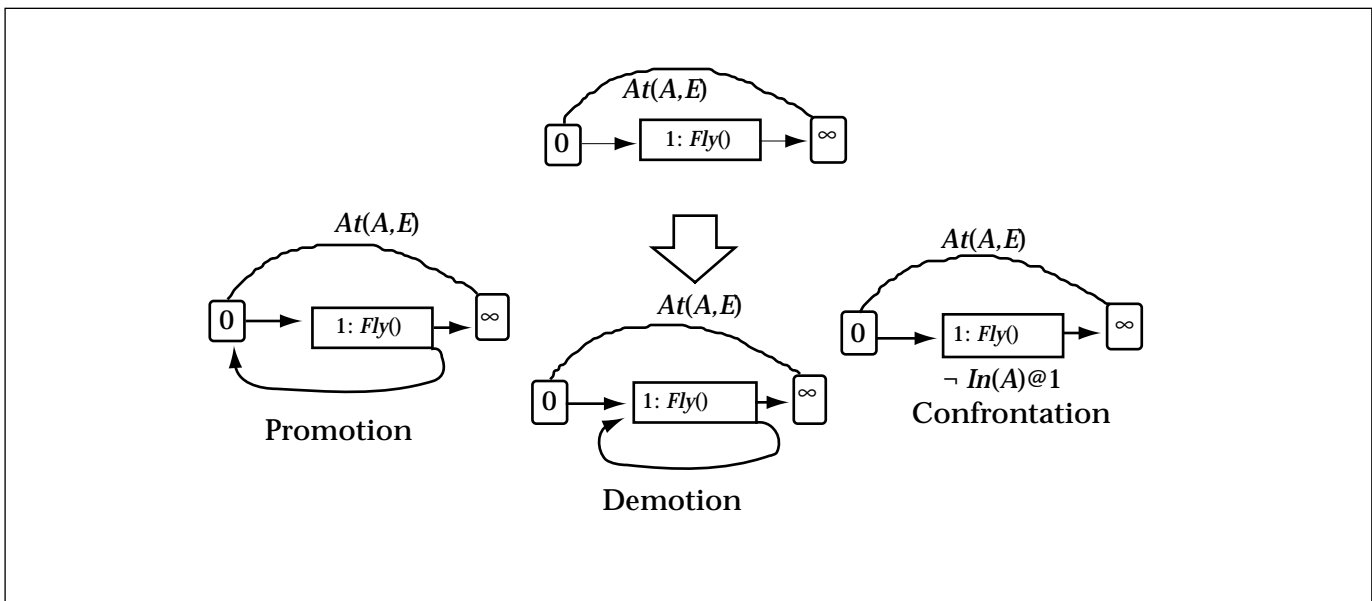 At(A,E)
0
1: Fly()
∞
At(A,E)
0
1: Fly()
∞
Promotion
At(A,E)
0
1: Fly()
∞
Demotion
At(A,E)
0
1: Fly()
∞
¬ In(A)@1
Confrontation